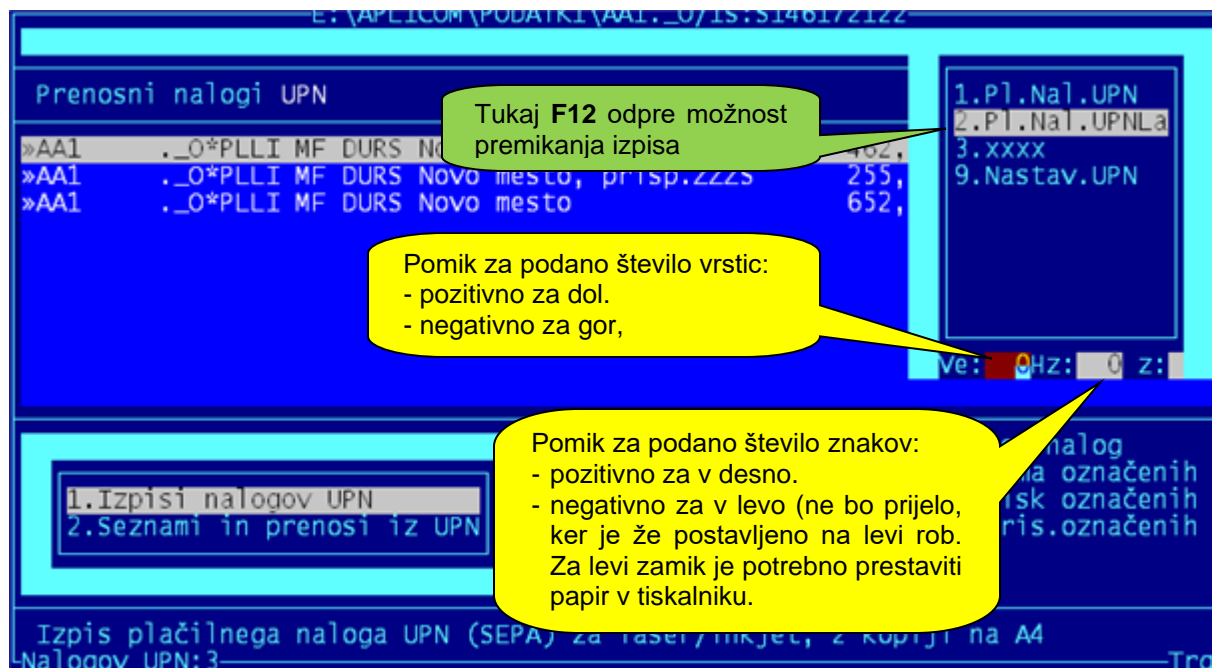 E:\APLICOM\PODATKI\AA1._O/IS:S146172122
Prenosni nalogi UPN
»AA1 ._O*PLLI MF DURS No 462,
»AA1 ._O*PLLI MF DURS Novo mesto, prisp.ZZZS 255,
»AA1 ._O*PLLI MF DURS Novo mesto 652,
Tukaj F12 odpre možnost
premikanja izpisa
1.Pl.Nal.UPN
2.Pl.Nal.UPNLa
3.xxxx
9.Nastav.UPN
Pomik za podano število vrstic:
- pozitivno za dol.
- negativno za gor,
Ve: 0Hz: 0 z:
Pomik za podano število znakov:
- pozitivno za v desno.
- negativno za v levo (ne bo prijelo,
ker je že postavljeno na levi rob.
Za levi zamik je potrebno prestaviti
papir v tiskalniku.
nalog
označenih
označenih
ris.označenih
1.Izpisi nalogov UPN
2.Seznami in prenosi iz UPN
Izpis plačilnega naloga UPN (SEPA) za laser/inkjet, 2 kopiji na A4
Nalogov UPN:3